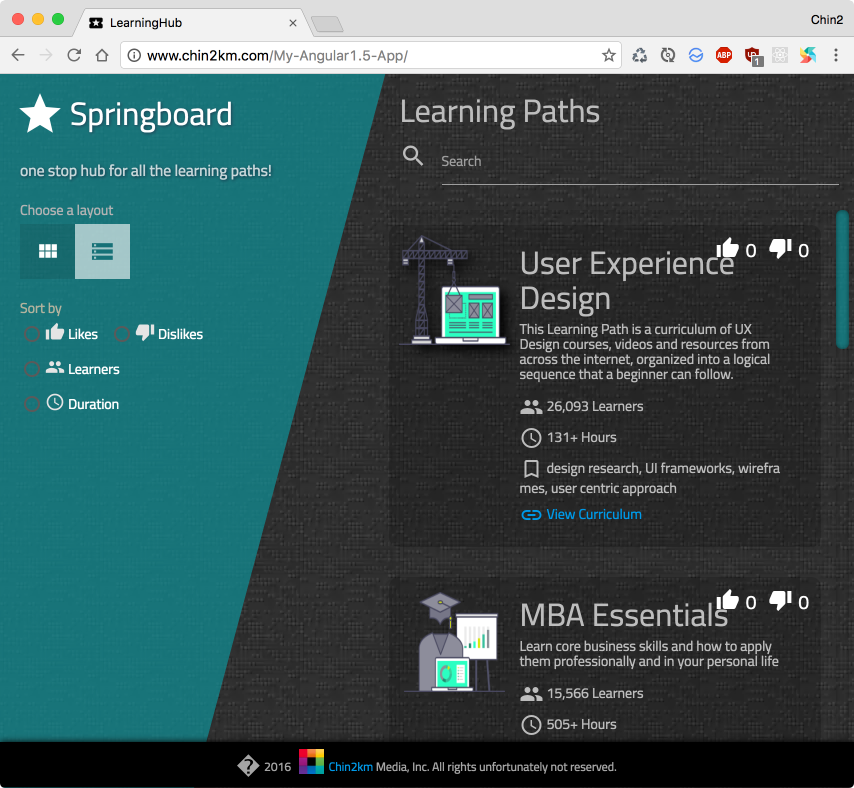 LearningHub
Chin2
www.chin2km.com/My-Angular1.5-App/
ABP
1
Springboard
one stop hub for all the learning paths!
Choose a layout
Sort by
Likes
Dislikes
Learners
Duration
Learning Paths
Search
User Experience
Design
0
0
This Learning Path is a curriculum of UX
Design courses, videos and resources from
across the internet, organized into a logical
sequence that a beginner can follow.
26,093 Learners
131+ Hours
design research, UI frameworks, wirefra
mes, user centric approach
View Curriculum
MBA Essentials
0
0
Learn core business skills and how to apply
them professionally and in your personal life
15,566 Learners
505+ Hours
� 2016 Chin2km Media, Inc. All rights unfortunately not reserved.